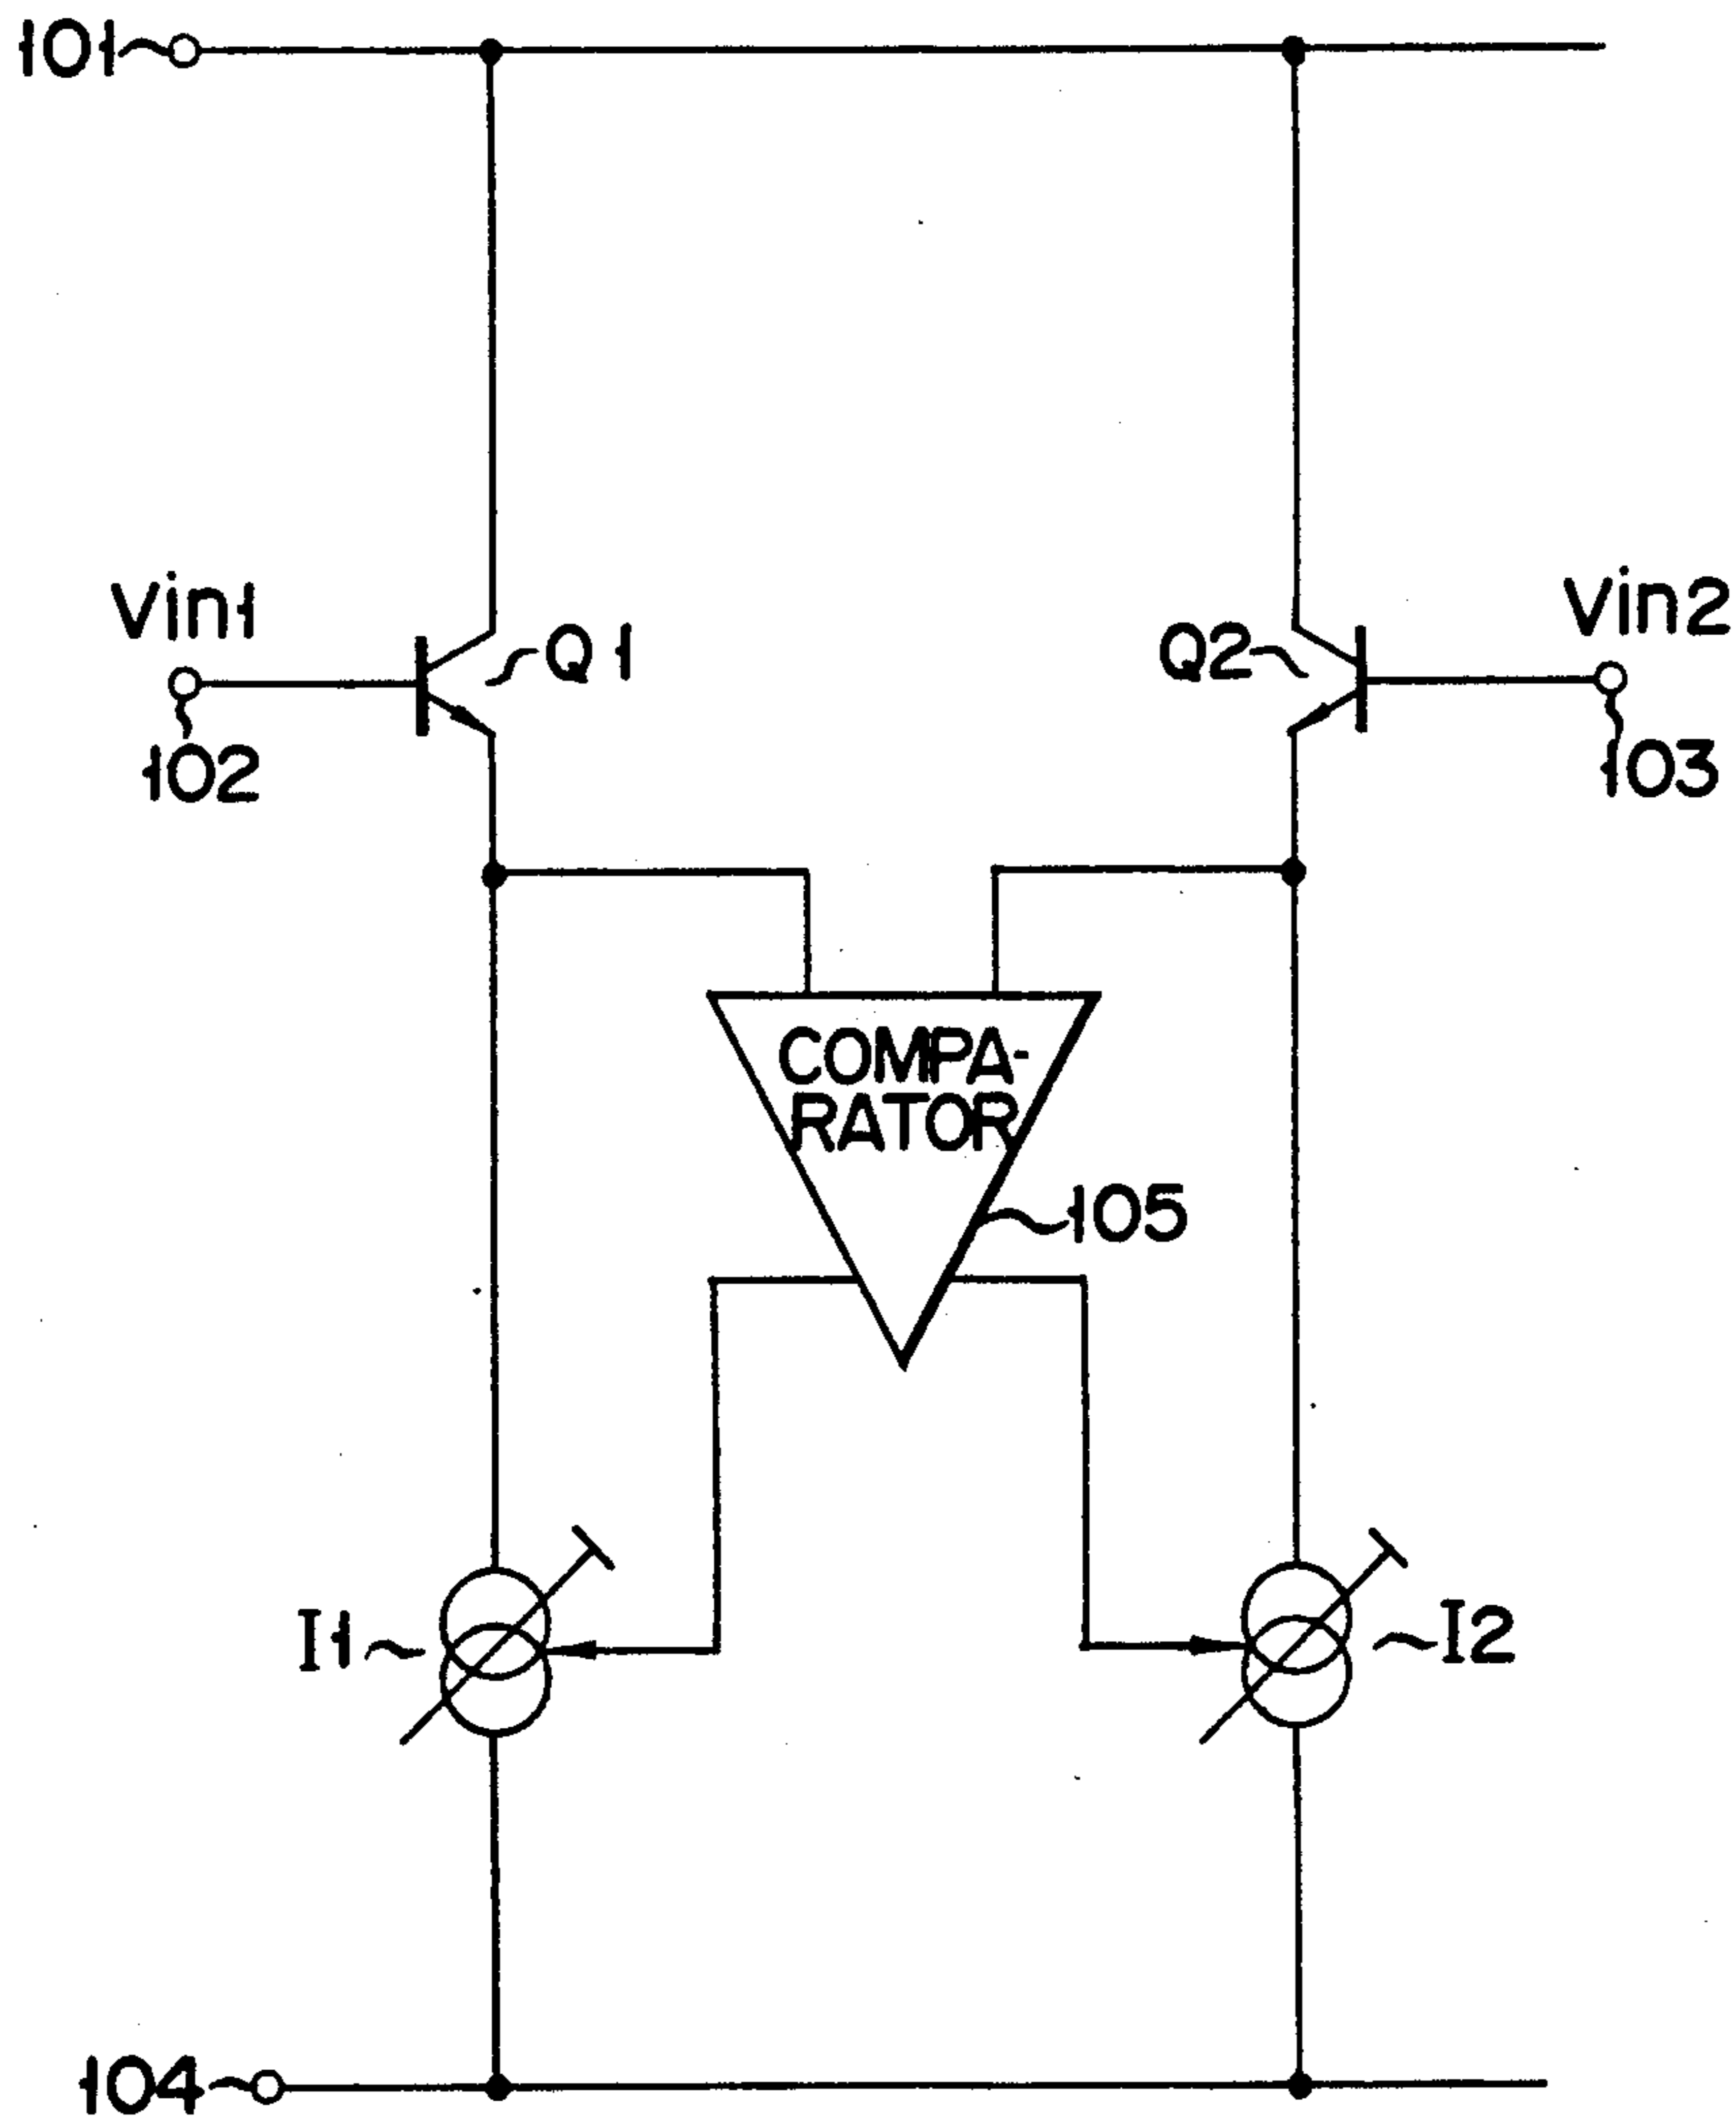 101
Vin1
Q1
Q2
Vin2
102
103
COMPA-
RATOR
105
I1
I2
104